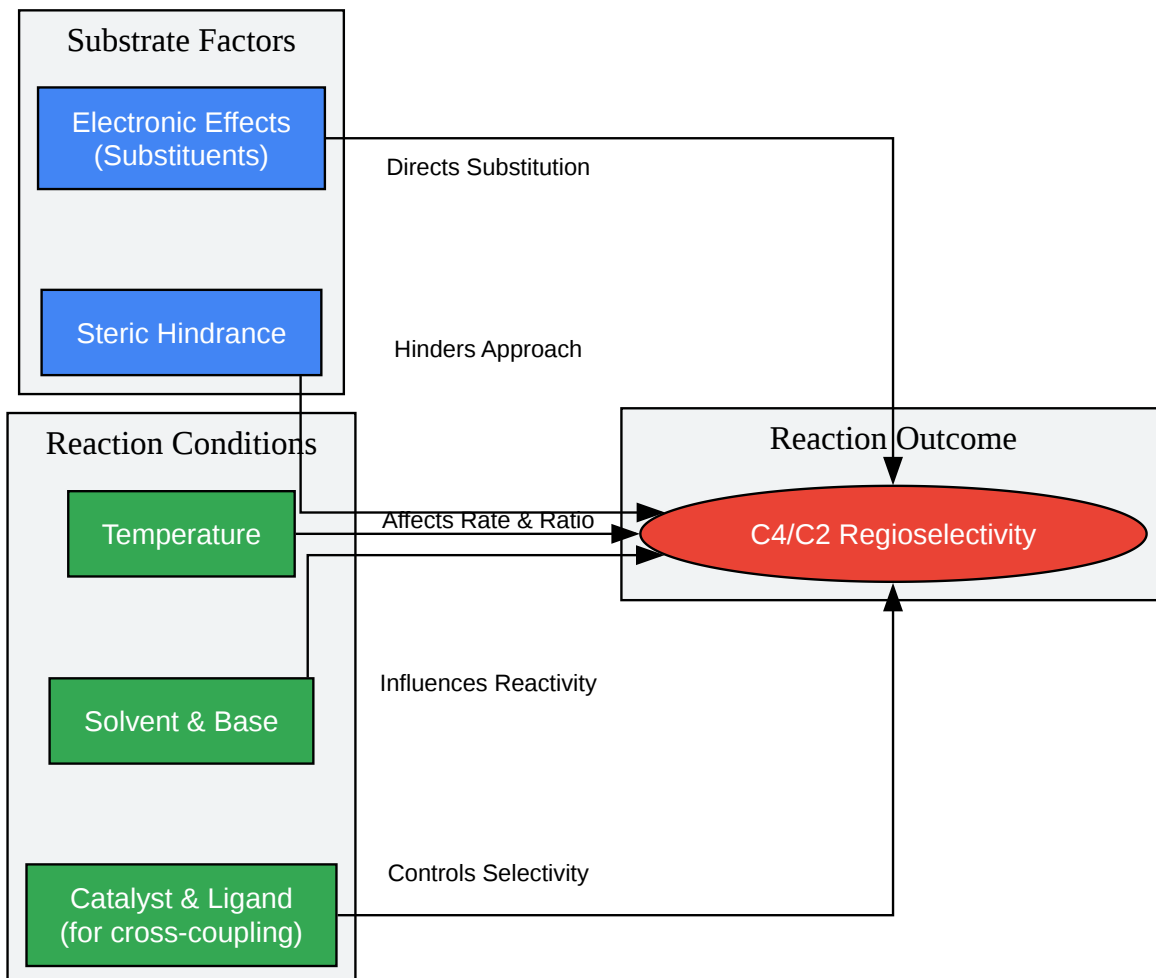 Substrate Factors
Electronic Effects
(Substituents)
Directs Substitution
Steric Hindrance
Hinders Approach
Reaction Conditions
Reaction Outcome
Temperature
Affects Rate & Ratio
C4/C2 Regioselectivity
Solvent & Base
Influences Reactivity
Catalyst & Ligand
(for cross-coupling)
Controls Selectivity